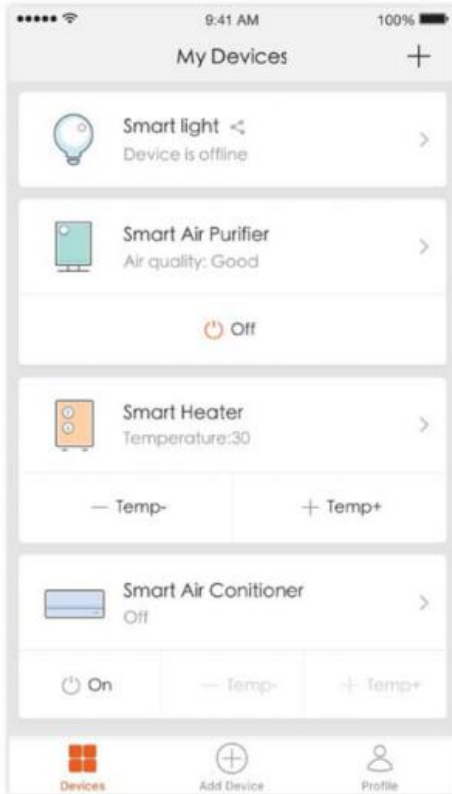 9:41 AM 100%
My Devices
Smart light
Device is offline
Smart Air Purifier
Air quality: Good
Off
Smart Heater
Temperature:30
— Temp- + Temp+
Smart Air Conitioner
Off
On — Temp- + Temp+
Devices Add Device Profile